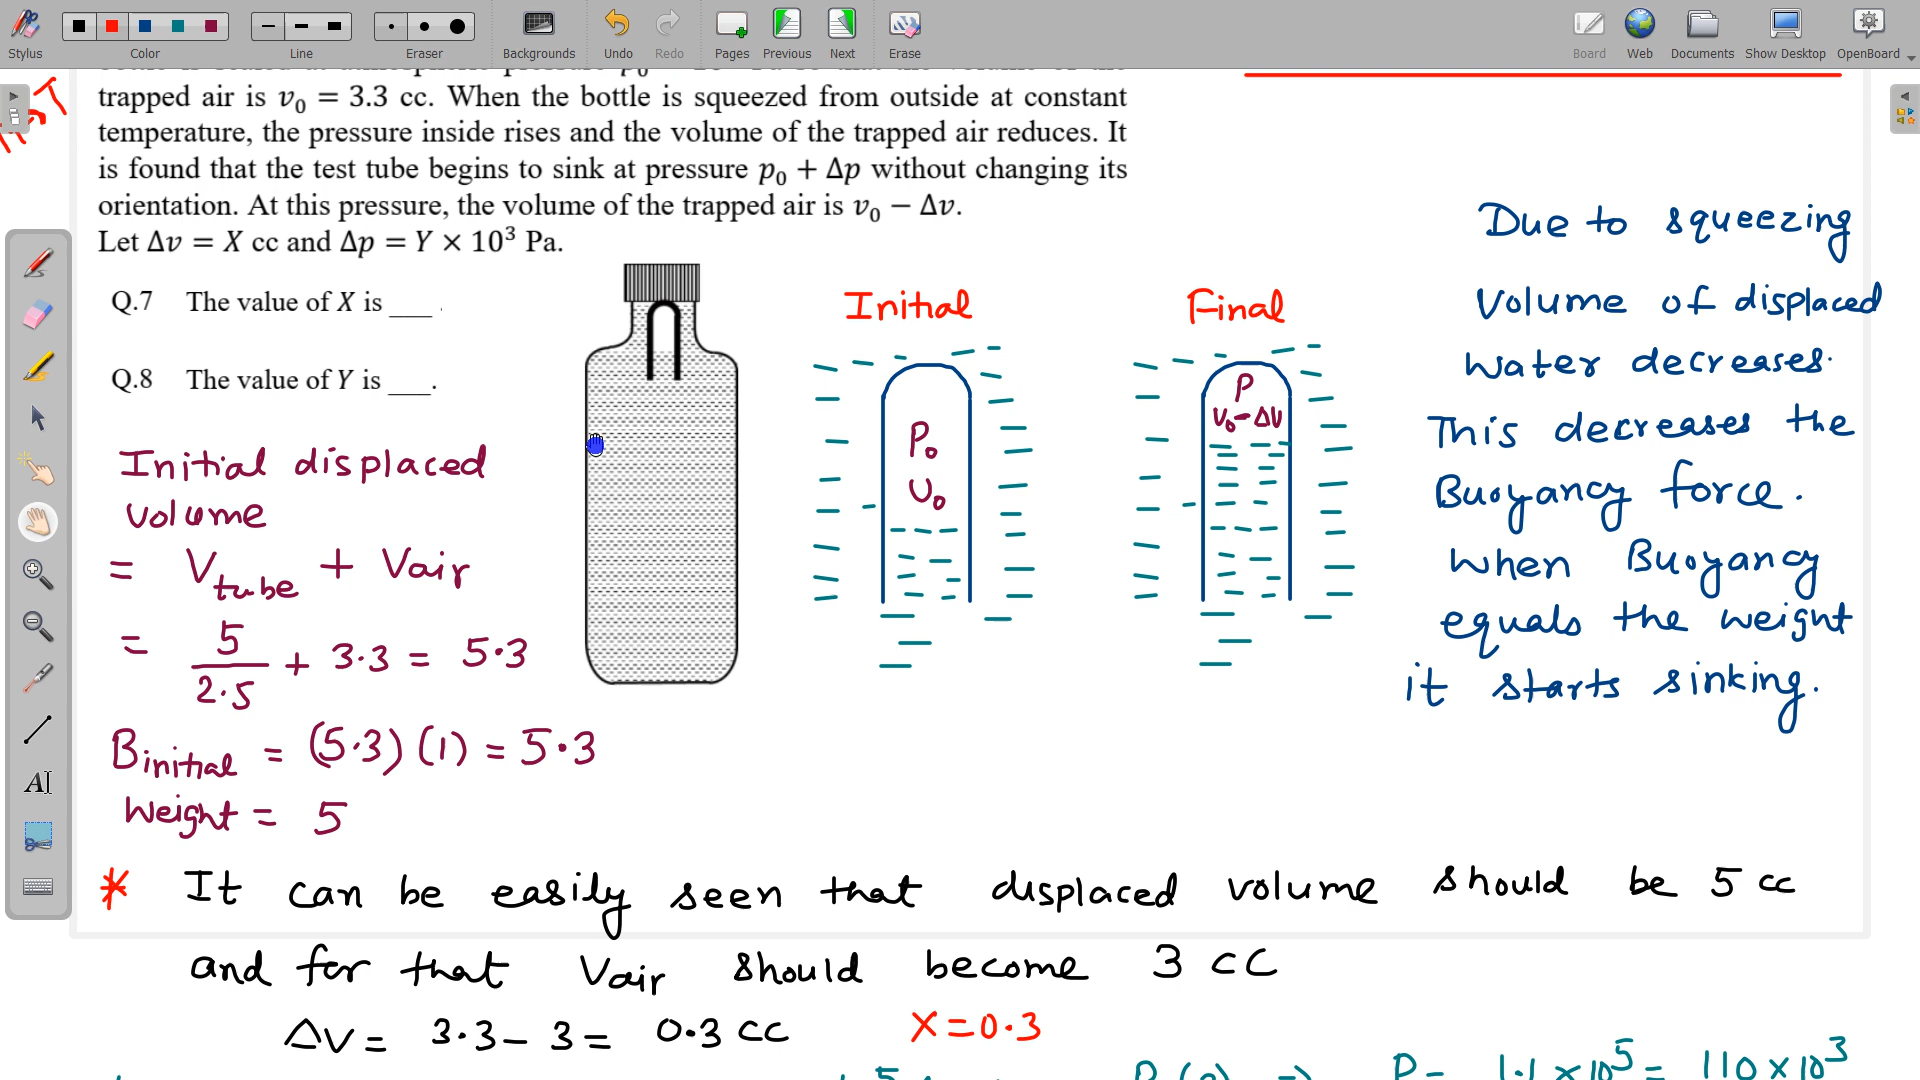 Stylus
Color
Line
Eraser
Backgrounds
Undo
Redo
Pages
Previous
Next
Erase
Board
Web
Documents
Show Desktop
OpenBoard
trapped air is v₀ = 3.3 cc. When the bottle is squeezed from outside at constant
temperature, the pressure inside rises and the volume of the trapped air reduces. It
is found that the test tube begins to sink at pressure p₀ + Δp without changing its
orientation. At this pressure, the volume of the trapped air is v₀ − Δv.
Let Δv = X cc and Δp = Y × 10³ Pa.
Q.7 The value of X is ___ .
Q.8 The value of Y is ___.
Initial displaced
volume
= Vtube + Vair
= 5/2.5 + 3.3 = 5.3
Binitial = (5.3) (1) = 5.3
Weight = 5
Initial
P₀
V₀
Final
P
V₀ − ΔV
Due to squeezing
Volume of displaced
Water decreases.
This decreases the
Buoyancy force.
When Buoyancy
equals the weight
it starts sinking.
* It can be easily seen that displaced volume should be 5 cc
and for that Vair should become 3 cc
ΔV = 3.3 − 3 = 0.3 cc X = 0.3
P = 1.1 × 10⁵ = 110 × 10³
AI